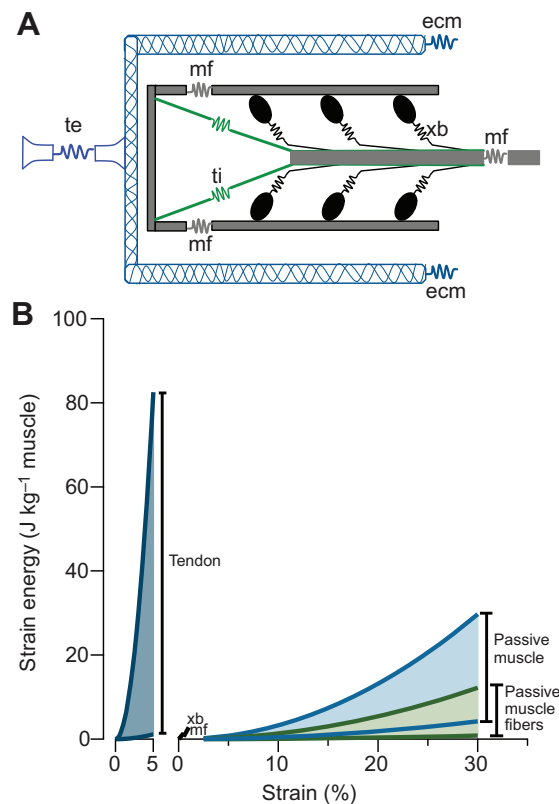 A
ecm
mf
te
xb
mf
ti
mf
ecm
B
100
80
60
40
20
0
Strain energy (J kg⁻¹ muscle)
Tendon
Passive
muscle
Passive
muscle
fibers
xb
mf
0
5
0
10
20
30
Strain (%)